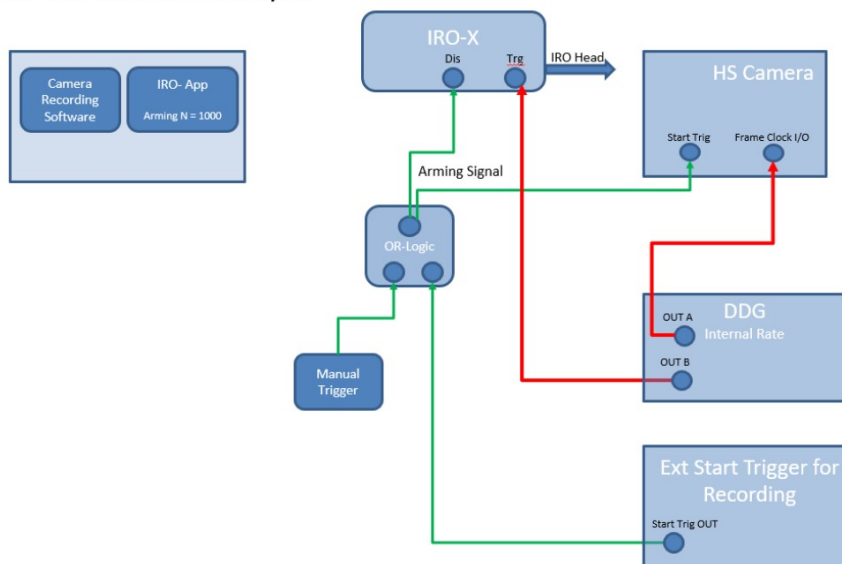 IRO-X
Dis
Trg
IRO Head
HS Camera
Start Trig
Frame Clock I/O
Camera
Recording
Software
IRO- App
Arming N = 1000
Arming Signal
OR-Logic
Manual
Trigger
DDG
Internal Rate
OUT A
OUT B
Ext Start Trigger for
Recording
Start Trig OUT